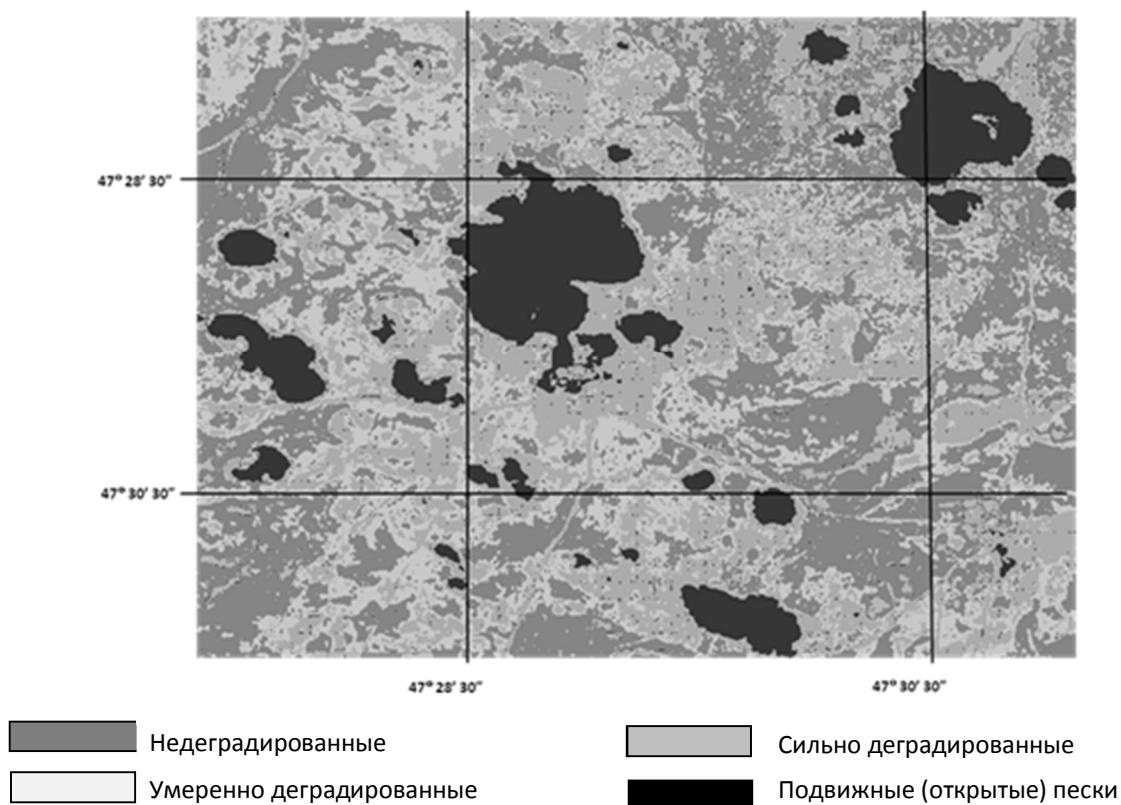 47° 28' 30"
47° 30' 30"
47° 28' 30"
47° 30' 30"
Недеградированные
Сильно деградированные
Умеренно деградированные
Подвижные (открытые) пески